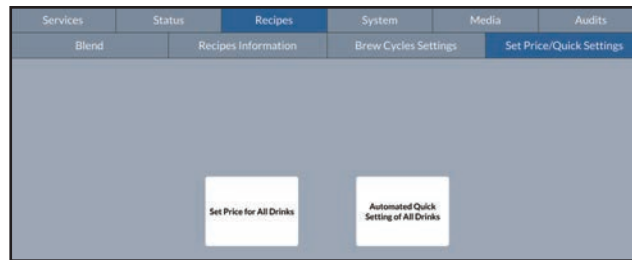 Services Status Recipes System Media Audits
Blend Recipes Information Brew Cycles Settings Set Price/Quick Settings
Set Price for All Drinks
Automated Quick
Setting of All Drinks